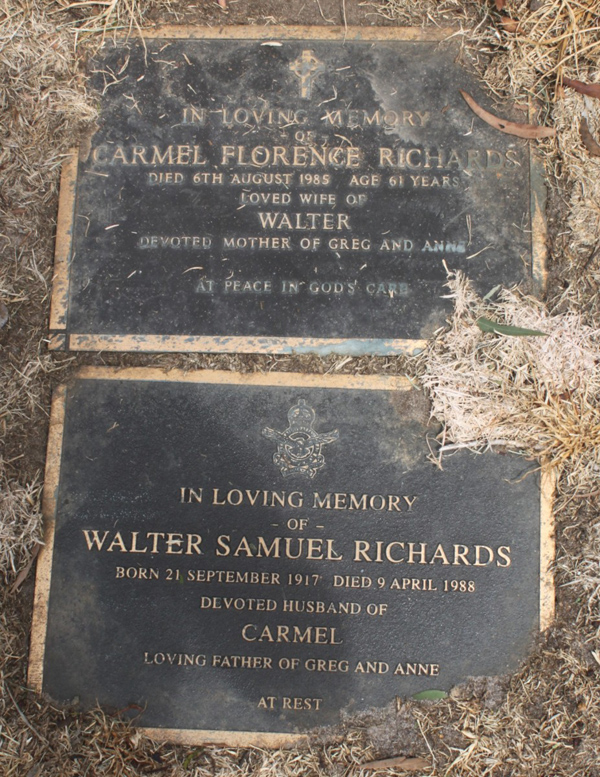 IN LOVING MEMORY
- OF -
CARMEL FLORENCE RICHARDS
DIED 6TH AUGUST 1985 AGE 61 YEARS
LOVED WIFE OF
WALTER
DEVOTED MOTHER OF GREG AND ANNE
AT PEACE IN GOD'S CARE
IN LOVING MEMORY
- OF -
WALTER SAMUEL RICHARDS
BORN 21 SEPTEMBER 1917 DIED 9 APRIL 1988
DEVOTED HUSBAND OF
CARMEL
LOVING FATHER OF GREG AND ANNE
AT REST